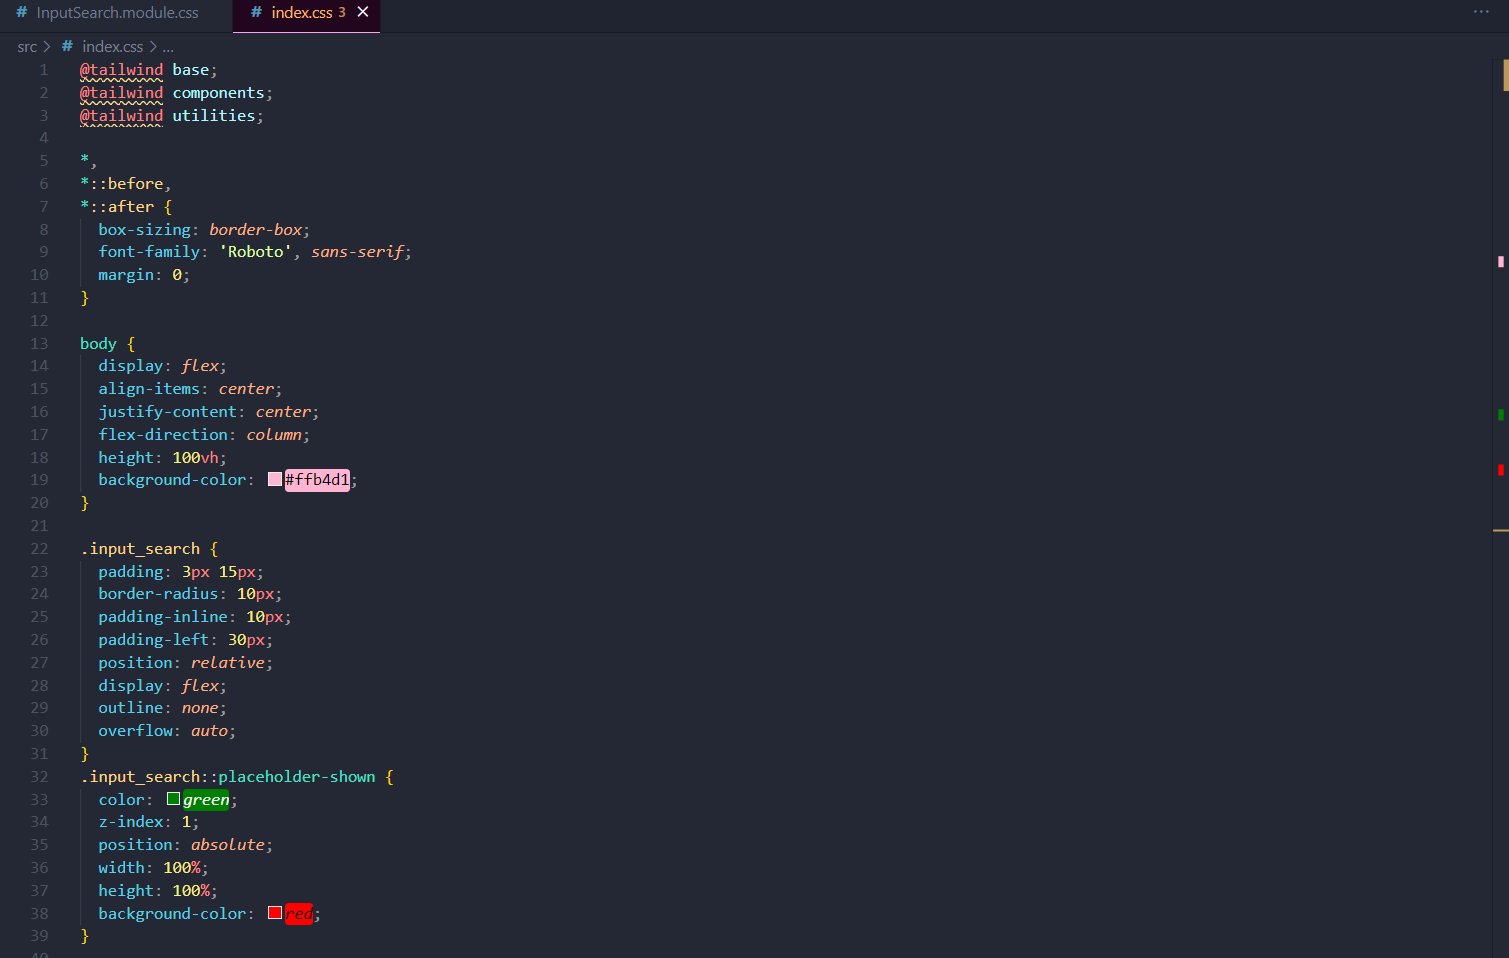 # InputSearch.module.css # index.css 3 ✕ ...
src > # index.css > ...
1 @tailwind base;
2 @tailwind components;
3 @tailwind utilities;
4
5 *,
6 *::before,
7 *::after {
8 box-sizing: border-box;
9 font-family: 'Roboto', sans-serif;
10 margin: 0;
11 }
12
13 body {
14 display: flex;
15 align-items: center;
16 justify-content: center;
17 flex-direction: column;
18 height: 100vh;
19 background-color: #ffb4d1;
20 }
21
22 .input_search {
23 padding: 3px 15px;
24 border-radius: 10px;
25 padding-inline: 10px;
26 padding-left: 30px;
27 position: relative;
28 display: flex;
29 outline: none;
30 overflow: auto;
31 }
32 .input_search::placeholder-shown {
33 color: green;
34 z-index: 1;
35 position: absolute;
36 width: 100%;
37 height: 100%;
38 background-color: red;
39 }
40